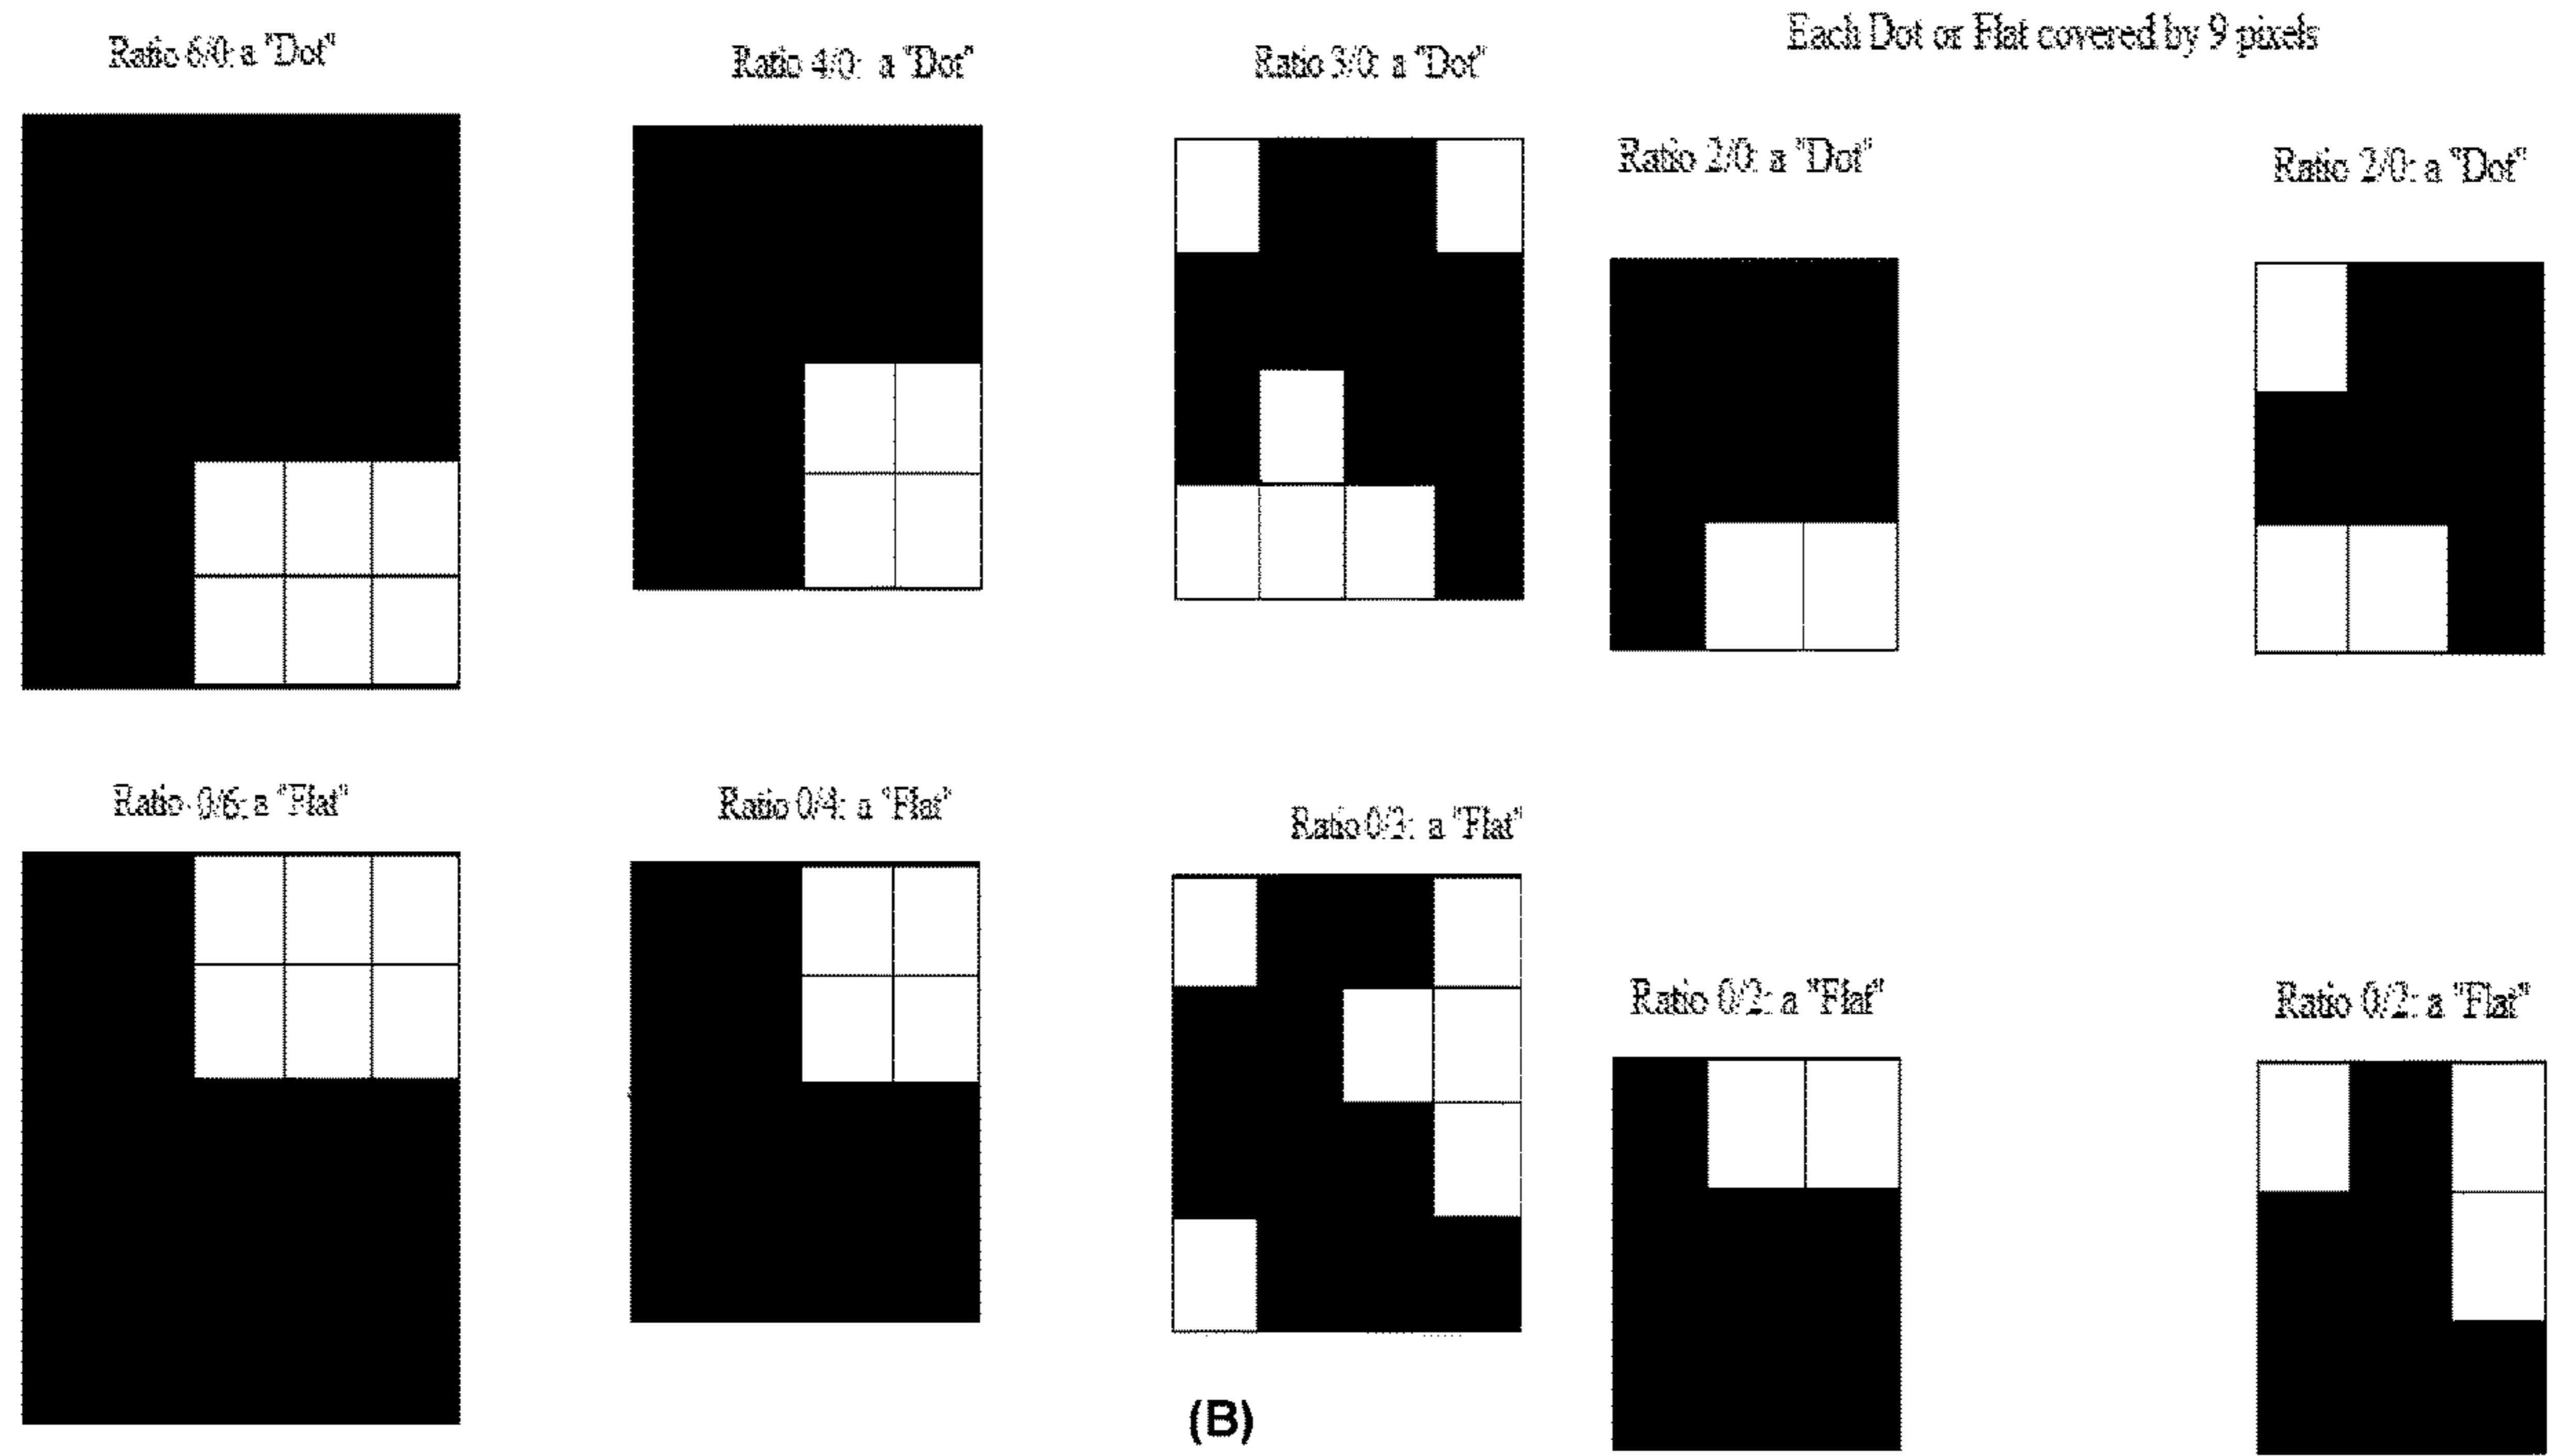 Each Dot or Flat covered by 9 pixels
Ratio 6/0: a "Dot"
Ratio 4/0: a "Dot"
Ratio 3/0: a "Dot"
Ratio 2/0: a "Dot"
Ratio 2/0: a "Dot"
Ratio 0/6: a "Flat"
Ratio 0/4: a "Flat"
Ratio 0/3: a "Flat"
Ratio 0/2: a "Flat"
Ratio 0/2: a "Flat"
(B)